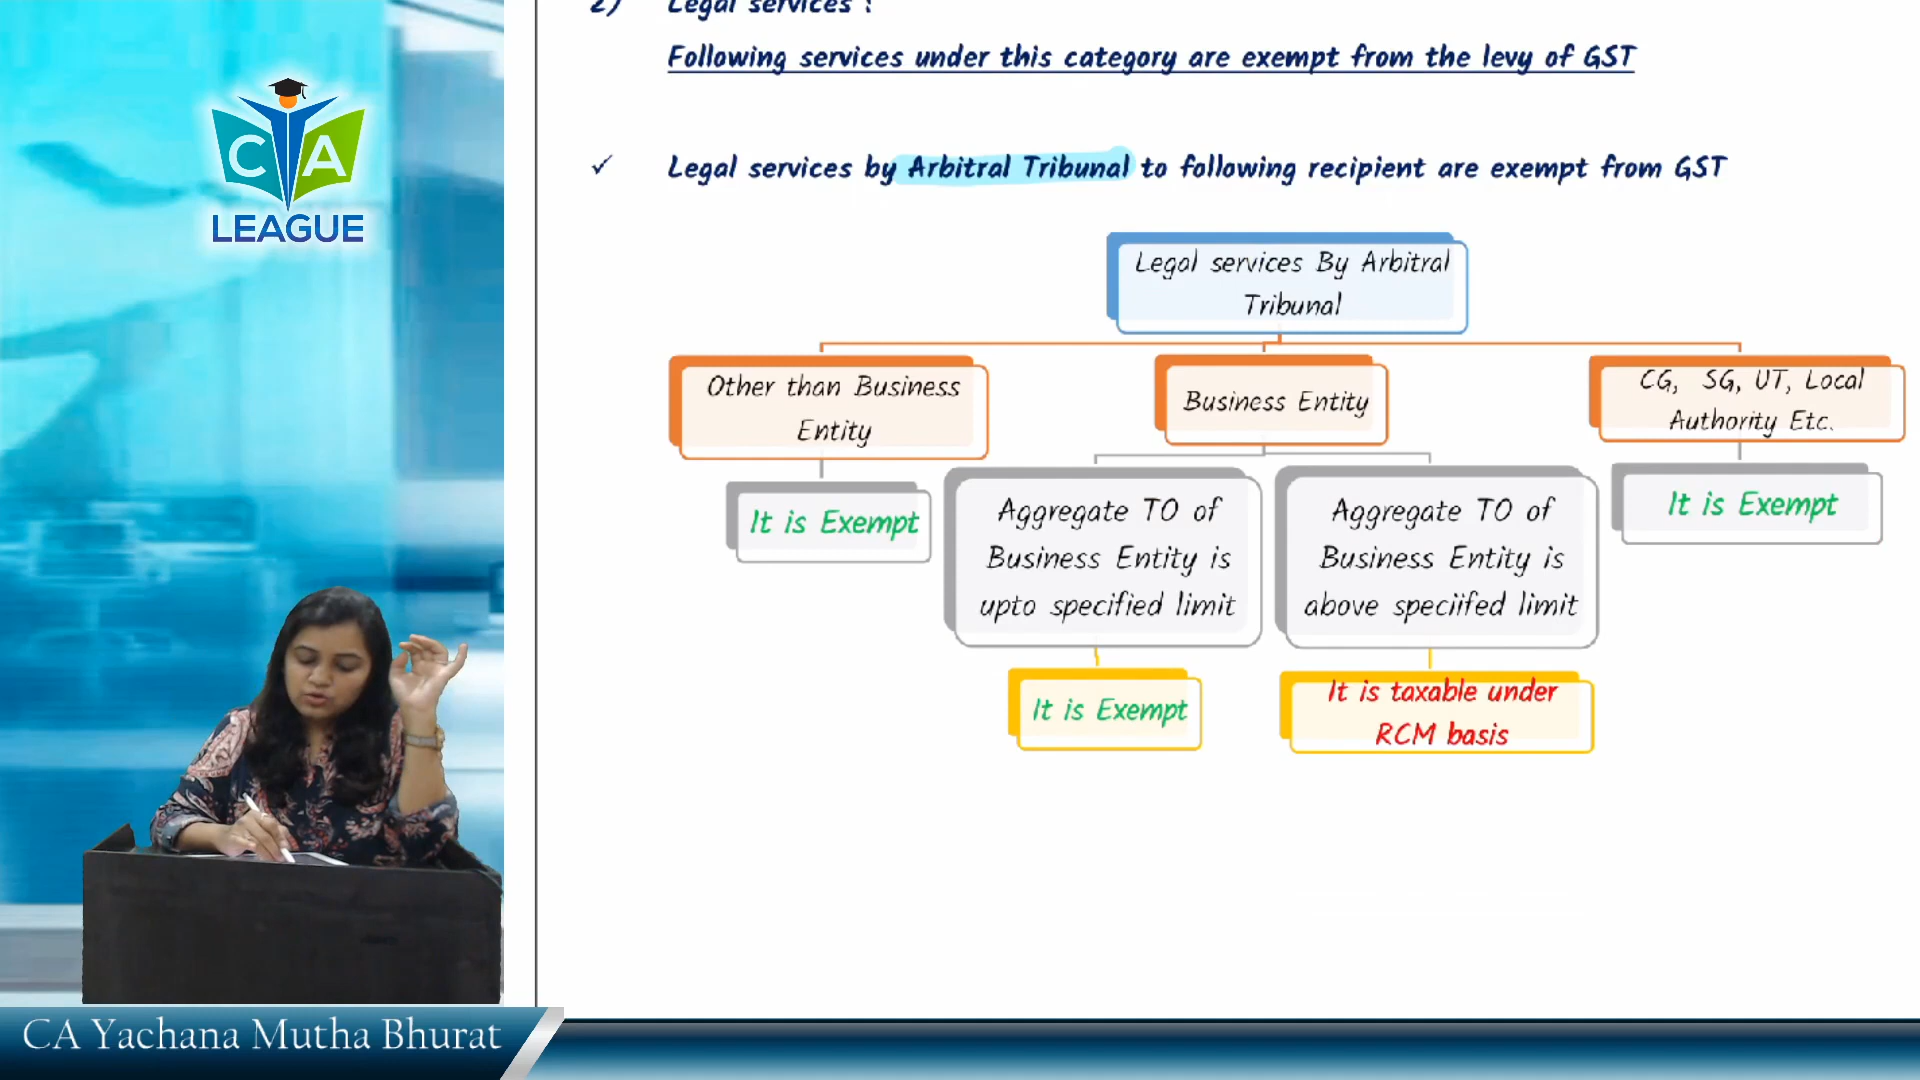 2) Legal services :
Following services under this category are exempt from the levy of GST
✓ Legal services by Arbitral Tribunal to following recipient are exempt from GST
Legal services By Arbitral
Tribunal
Other than Business
Entity
Business Entity
CG, SG, UT, Local
Authority Etc.
It is Exempt
Aggregate TO of
Business Entity is
upto specified limit
Aggregate TO of
Business Entity is
above speciifed limit
It is Exempt
It is Exempt
It is taxable under
RCM basis
CA
LEAGUE
CA Yachana Mutha Bhurat